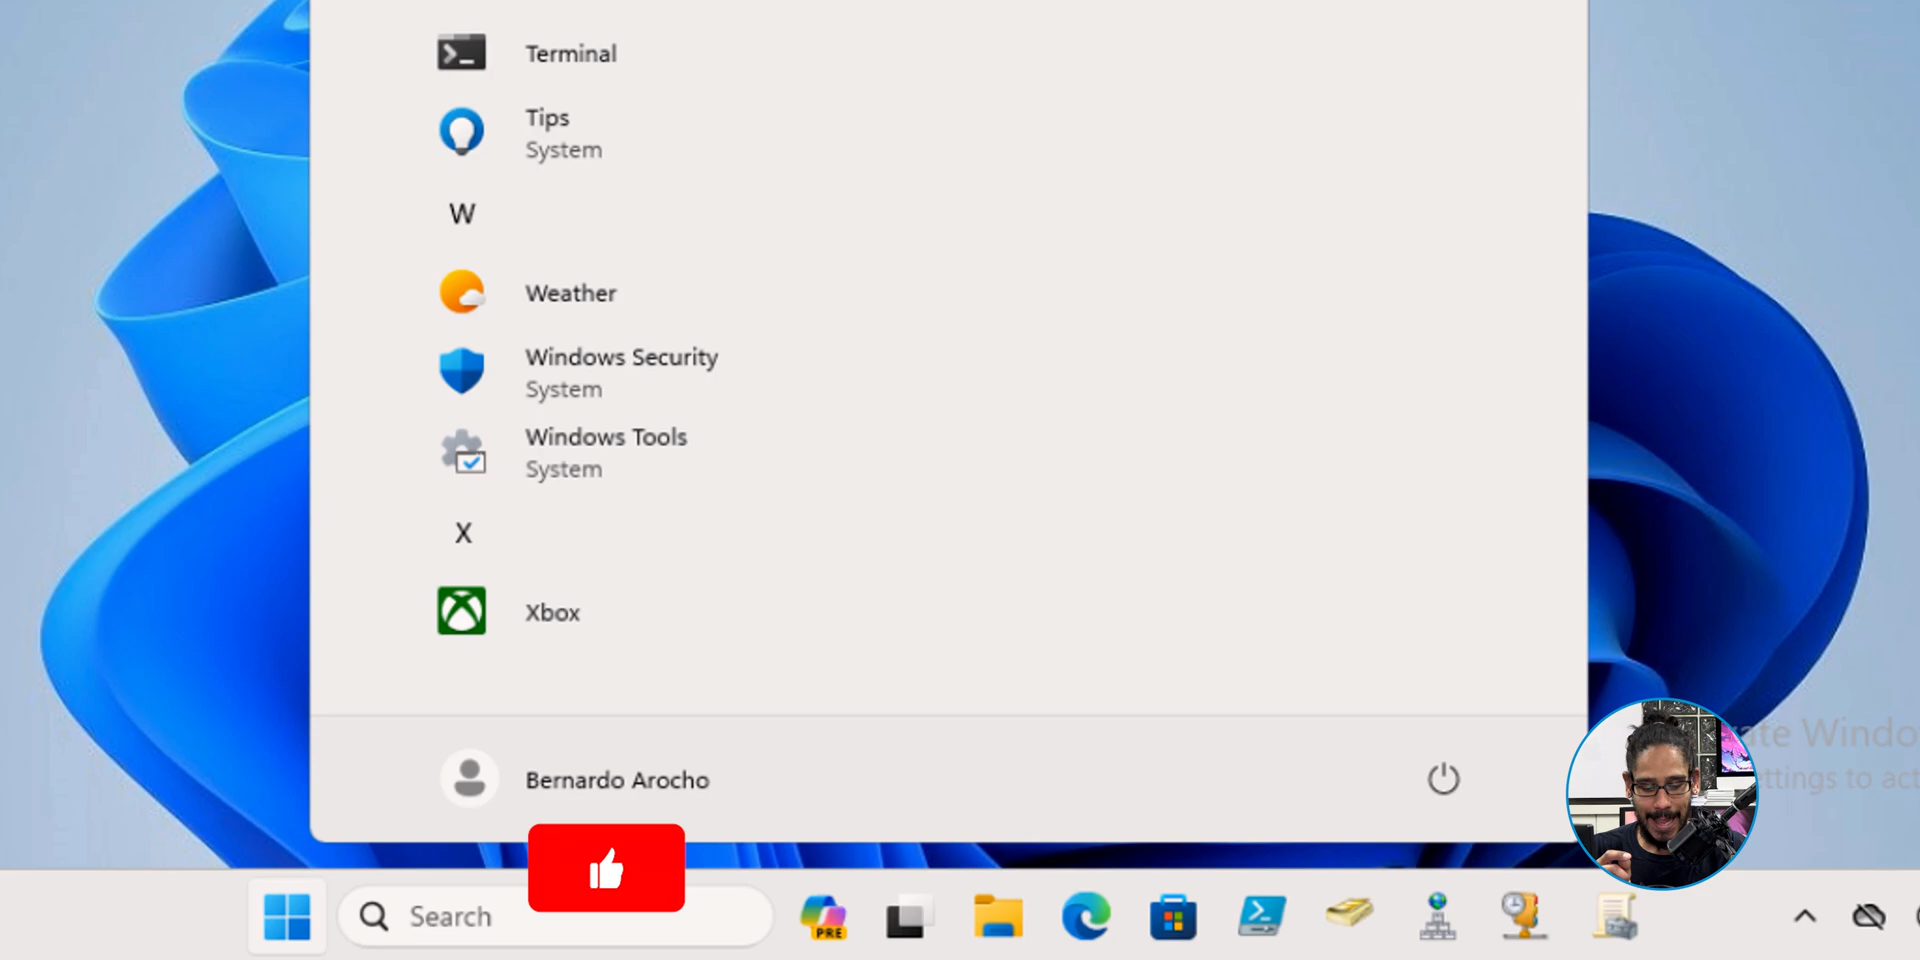 Terminal
Tips
System
W
Weather
Windows Security
System
Windows Tools
System
X
Xbox
Bernardo Arocho
Search
PRE